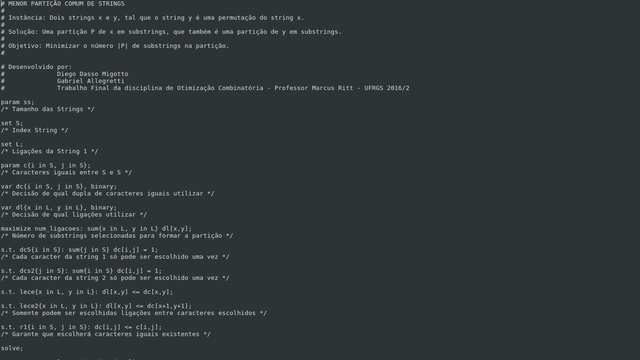 # MENOR PARTIÇÃO COMUM DE STRINGS
#
# Instância: Dois strings x e y, tal que o string y é uma permutação do string x.
#
# Solução: Uma partição P de x em substrings, que também é uma partição de y em substrings.
#
# Objetivo: Minimizar o número |P| de substrings na partição.
#
# Desenvolvido por:
# Diego Dasso Migotto
# Gabriel Allegretti
# Trabalho Final da disciplina de Otimização Combinatória - Professor Marcus Ritt - UFRGS 2016/2
param ss;
/* Tamanho das Strings */
set S;
/* Index String */
set L;
/* Ligações da String 1 */
param c{i in S, j in S};
/* Caracteres iguais entre S e S */
var dc{i in S, j in S}, binary;
/* Decisão de qual dupla de caracteres iguais utilizar */
var dl{x in L, y in L}, binary;
/* Decisão de qual ligações utilizar */
maximize num_ligacoes: sum{x in L, y in L} dl[x,y];
/* Número de substrings selecionadas para formar a partição */
s.t. dcS{i in S}: sum{j in S} dc[i,j] = 1;
/* Cada caracter da string 1 só pode ser escolhido uma vez */
s.t. dcs2{j in S}: sum{i in S} dc[i,j] = 1;
/* Cada caracter da string 2 só pode ser escolhido uma vez */
s.t. lece{x in L, y in L}: dl[x,y] <= dc[x,y];
s.t. lece2{x in L, y in L}: dl[x,y] <= dc[x+1,y+1];
/* Somente podem ser escolhidas ligações entre caracteres escolhidos */
s.t. r1{i in S, j in S}: dc[i,j] <= c[i,j];
/* Garante que escolherá caracteres iguais existentes */
solve;